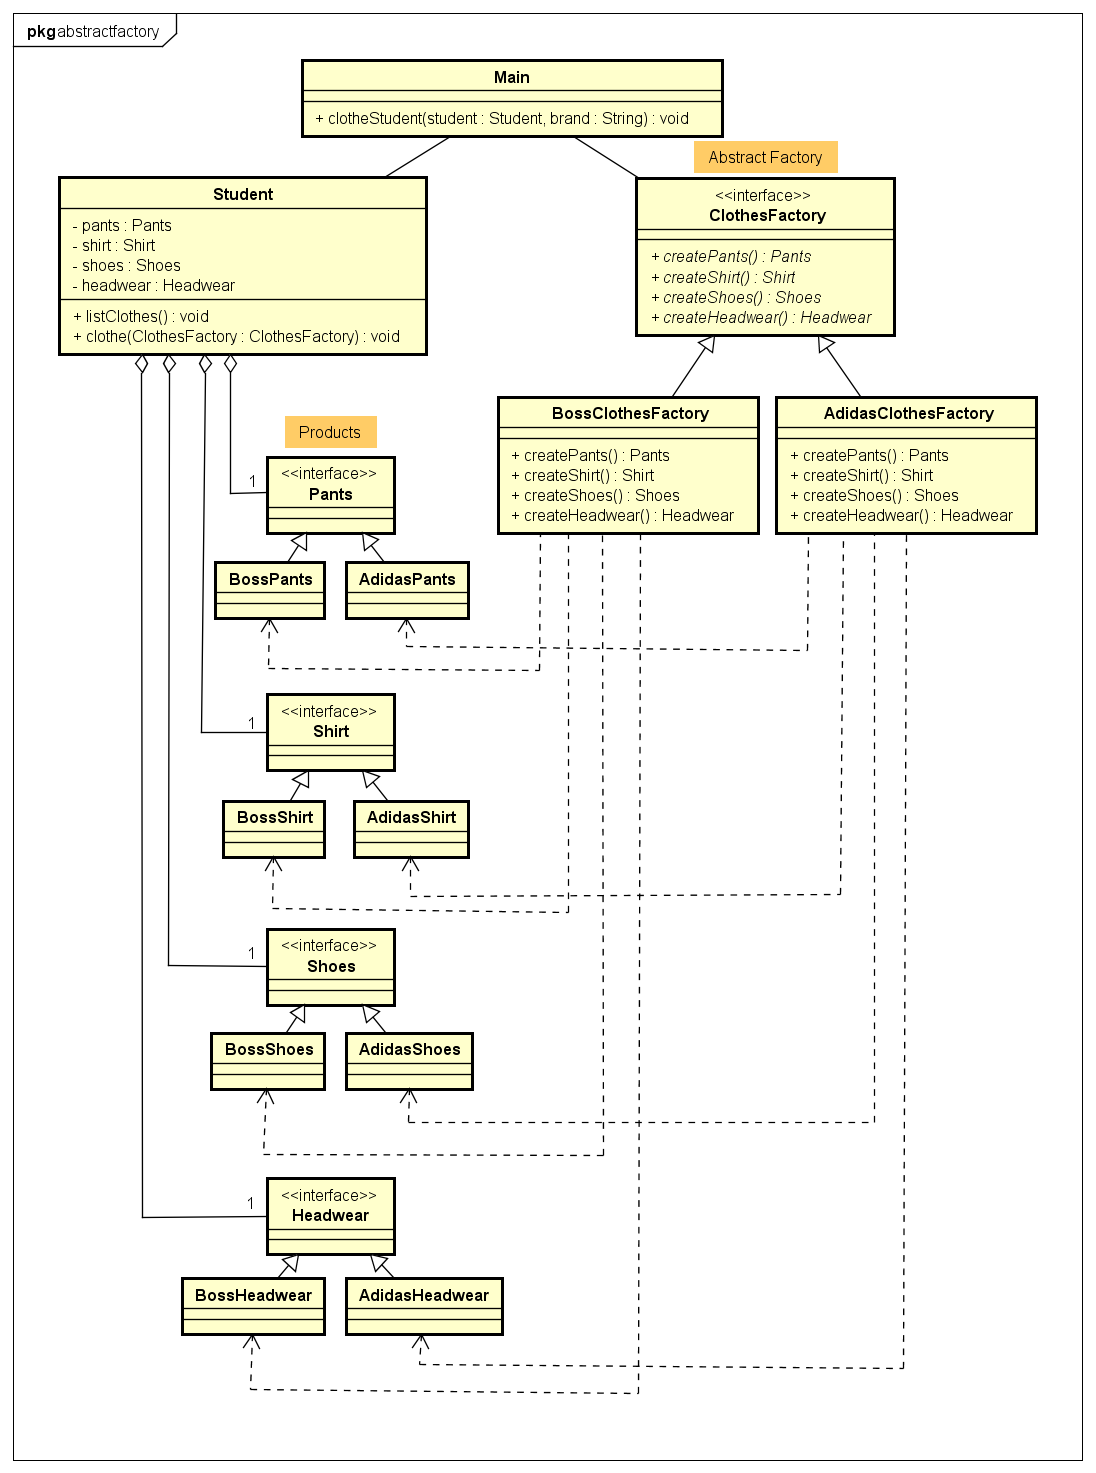 pkg abstractfactory
Main
+ clotheStudent(student : Student, brand : String) : void
Abstract Factory
Student
- pants : Pants
- shirt : Shirt
- shoes : Shoes
- headwear : Headwear
+ listClothes() : void
+ clothe(ClothesFactory : ClothesFactory) : void
<<interface>>
ClothesFactory
+ createPants() : Pants
+ createShirt() : Shirt
+ createShoes() : Shoes
+ createHeadwear() : Headwear
BossClothesFactory
+ createPants() : Pants
+ createShirt() : Shirt
+ createShoes() : Shoes
+ createHeadwear() : Headwear
AdidasClothesFactory
+ createPants() : Pants
+ createShirt() : Shirt
+ createShoes() : Shoes
+ createHeadwear() : Headwear
Products
1
<<interface>>
Pants
BossPants
AdidasPants
1
<<interface>>
Shirt
BossShirt
AdidasShirt
1
<<interface>>
Shoes
BossShoes
AdidasShoes
1
<<interface>>
Headwear
BossHeadwear
AdidasHeadwear